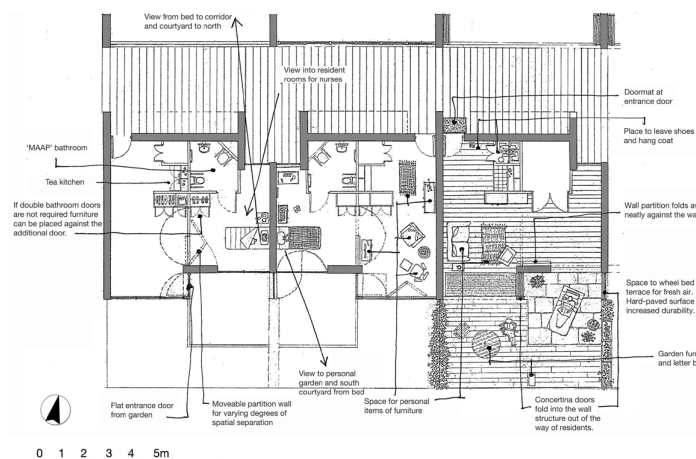 View from bed to corridor
and courtyard to north
View into resident
rooms for nurses
Doormat at
entrance door
Place to leave shoes
and hang coat
'MAAP' bathroom
Tea kitchen
If double bathroom doors
are not required furniture
can be placed against the
additional door.
Wall partition folds
neatly against the
Space to wheel bed
terrace for fresh air.
Hard-paved surface
increased durability.
Garden
and letter
Flat entrance door
from garden
Moveable partition wall
for varying degrees of
spatial separation
View to personal
garden and south
courtyard from bed
Space for personal
items of furniture
Concertina doors
fold into the wall
structure out of the
way of residents.
0 1 2 3 4 5m